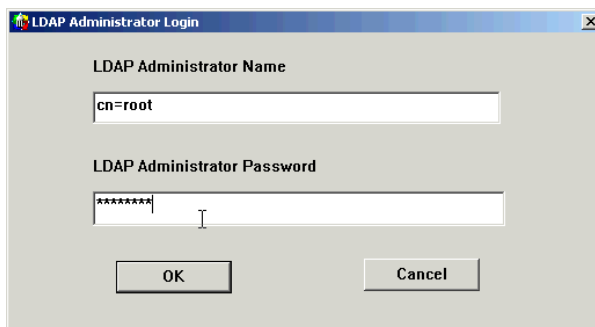 LDAP Administrator Login
LDAP Administrator Name
cn=root
LDAP Administrator Password
********
OK Cancel